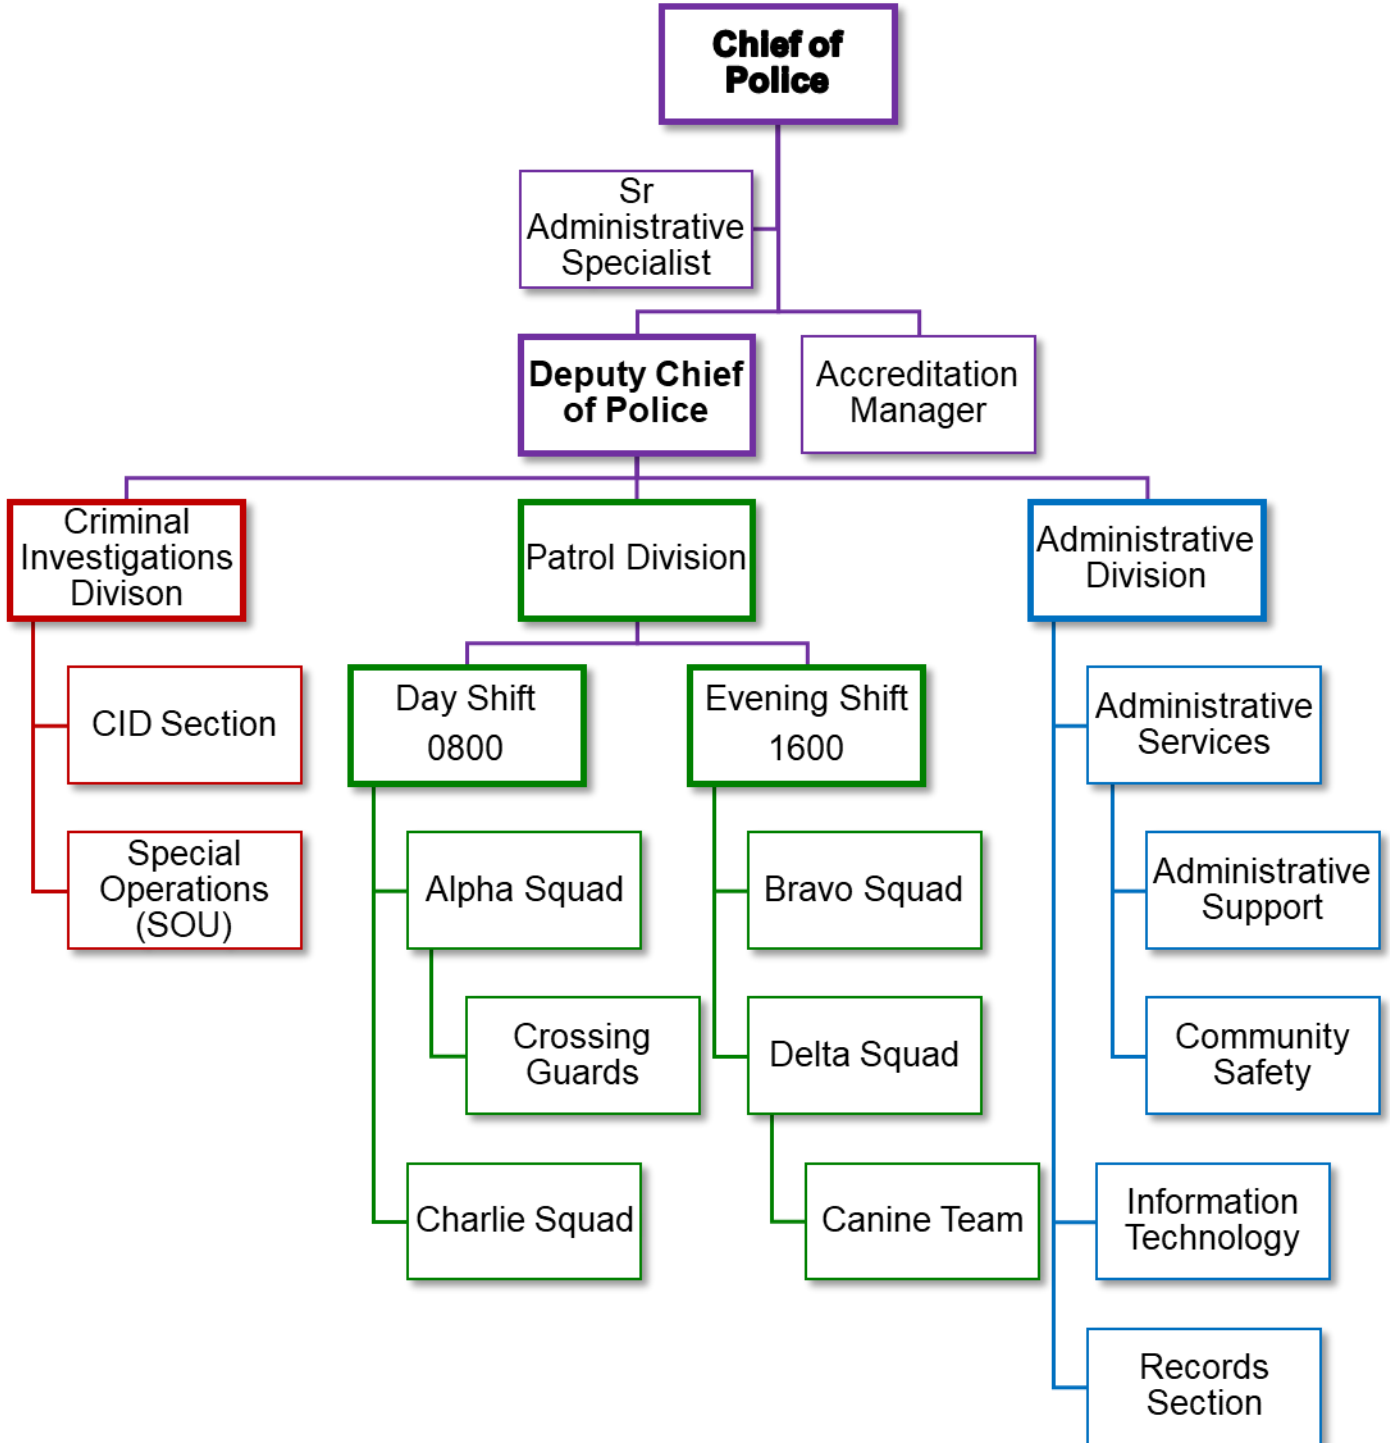 Chief of
Police
Sr
Administrative
Specialist
Deputy Chief
of Police
Accreditation
Manager
Criminal
Investigations
Divison
Patrol Division
Administrative
Division
CID Section
Special
Operations
(SOU)
Day Shift
0800
Alpha Squad
Crossing
Guards
Charlie Squad
Evening Shift
1600
Bravo Squad
Delta Squad
Canine Team
Administrative
Services
Administrative
Support
Community
Safety
Information
Technology
Records
Section